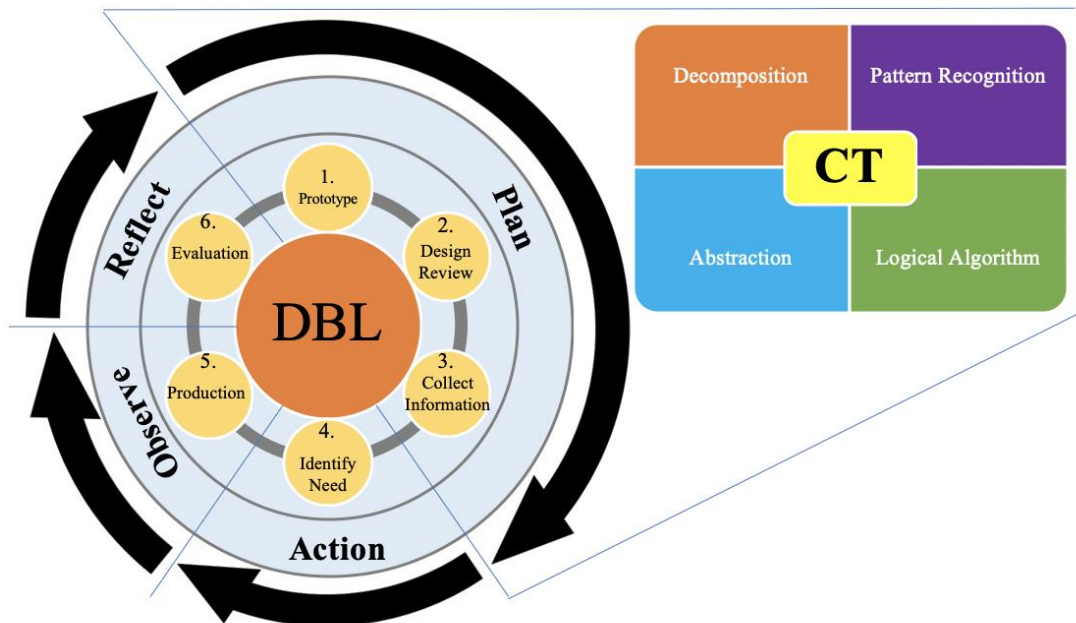 Plan
Action
Observe
Reflect
1.
Prototype
2.
Design
Review
3.
Collect
Information
4.
Identify
Need
5.
Production
6.
Evaluation
DBL
Decomposition
Pattern Recognition
CT
Abstraction
Logical Algorithm